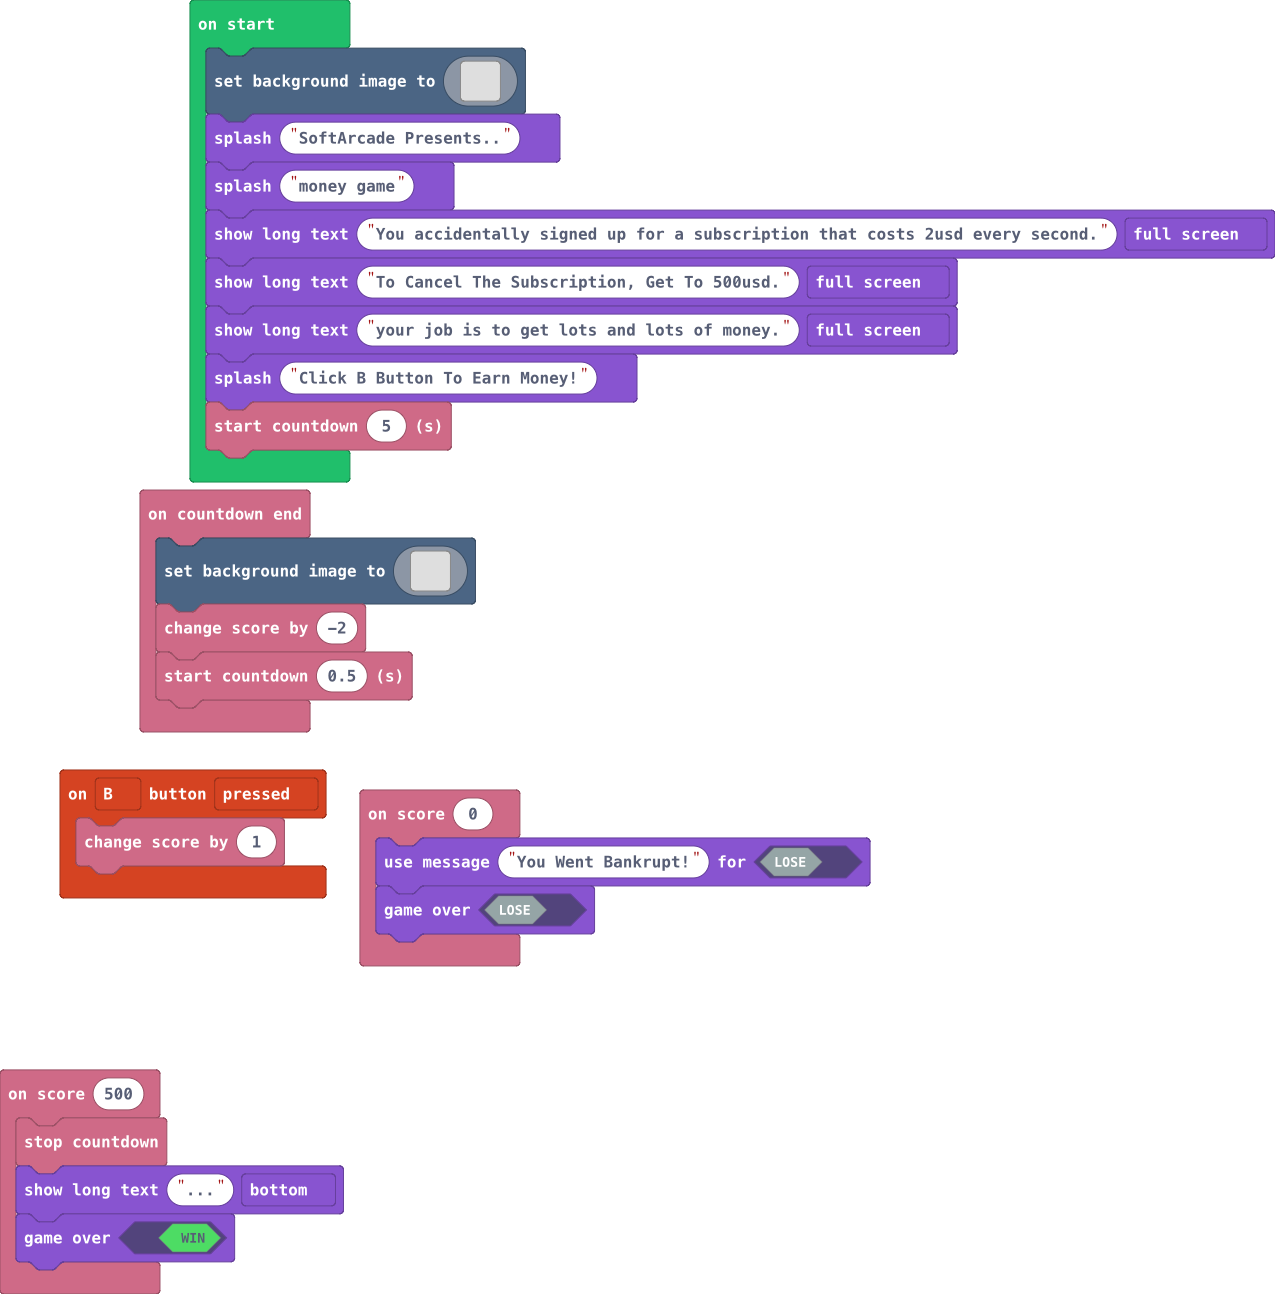 on start
set background image to
splash "SoftArcade Presents.."
splash "money game"
show long text "You accidentally signed up for a subscription that costs 2usd every second." full screen
show long text "To Cancel The Subscription, Get To 500usd." full screen
show long text "your job is to get lots and lots of money." full screen
splash "Click B Button To Earn Money!"
start countdown 5 (s)
on countdown end
set background image to
change score by −2
start countdown 0.5 (s)
on B button pressed
change score by 1
on score 0
use message "You Went Bankrupt!" for LOSE
game over LOSE
on score 500
stop countdown
show long text "..." bottom
game over WIN